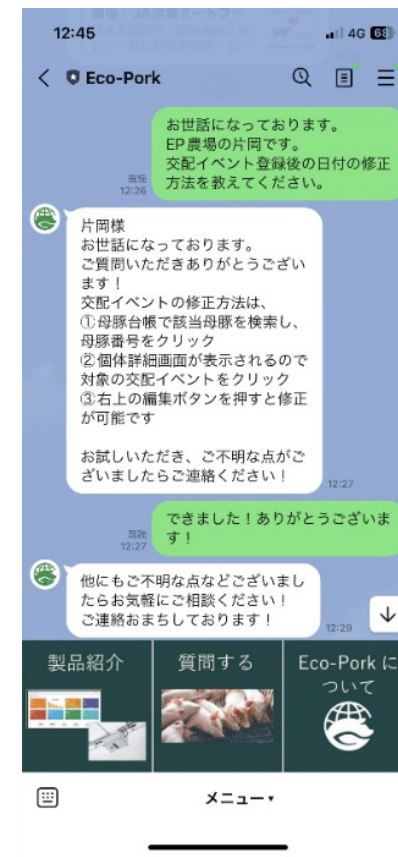 12:45
4G 68
Eco-Pork
お世話になっております。
EP農場の片岡です。
交配イベント登録後の日付の修正
方法を教えてください。
既読
12:26
片岡様
お世話になっております。
ご質問いただきありがとうござい
ます！
交配イベントの修正方法は、
①母豚台帳で該当母豚を検索し、
母豚番号をクリック
②個体詳細画面が表示されるので
対象の交配イベントをクリック
③右上の編集ボタンを押すと修正
が可能です
お試しいただき、ご不明な点がご
ざいましたらご連絡ください！
12:27
できました！ありがとうございま
す！
既読
12:27
他にもご不明な点などございまし
たらお気軽にご相談ください！
ご連絡おまちしております！
12:29
製品紹介
質問する
Eco-Pork に
ついて
メニュー▾